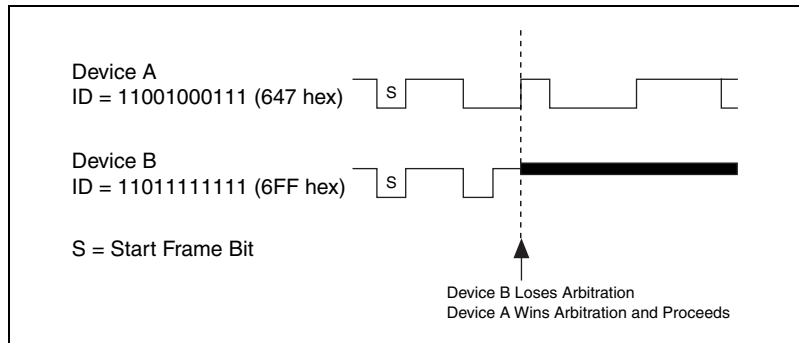 Device A
ID = 11001000111 (647 hex)
S
Device B
ID = 11011111111 (6FF hex)
S
S = Start Frame Bit
Device B Loses Arbitration
Device A Wins Arbitration and Proceeds